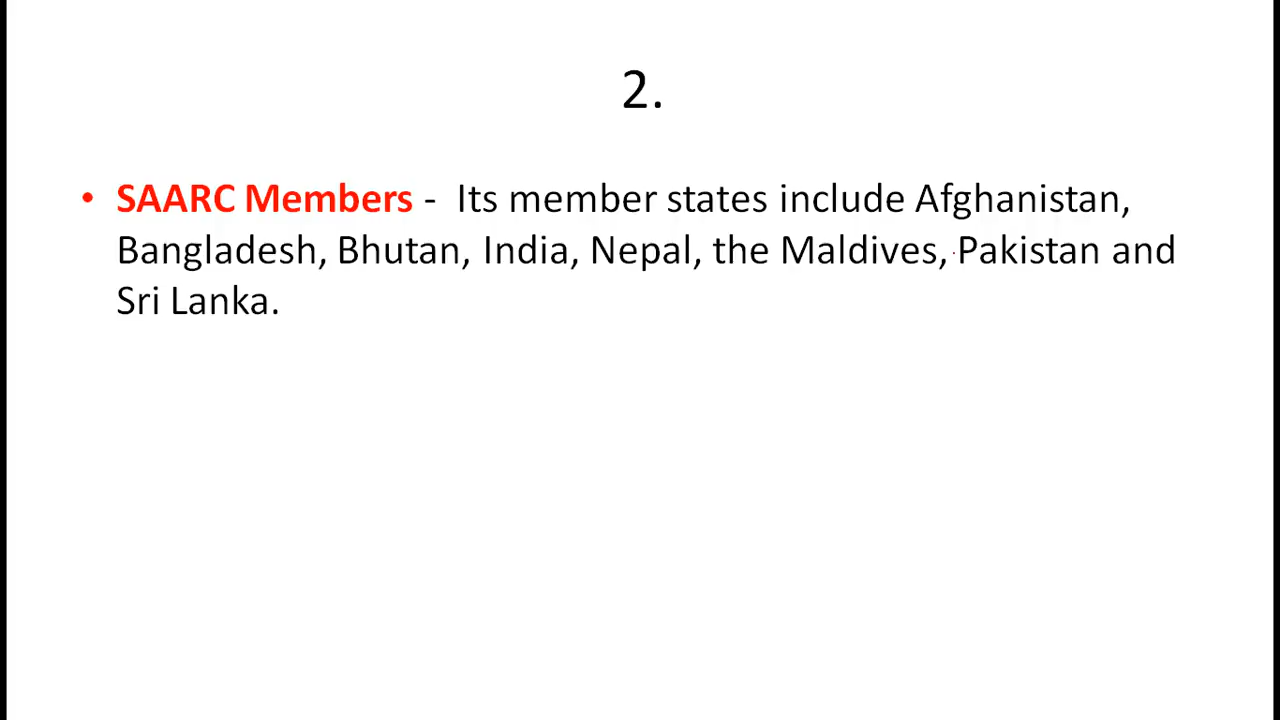 2.
• SAARC Members -  Its member states include Afghanistan,
Bangladesh, Bhutan, India, Nepal, the Maldives, Pakistan and
Sri Lanka.